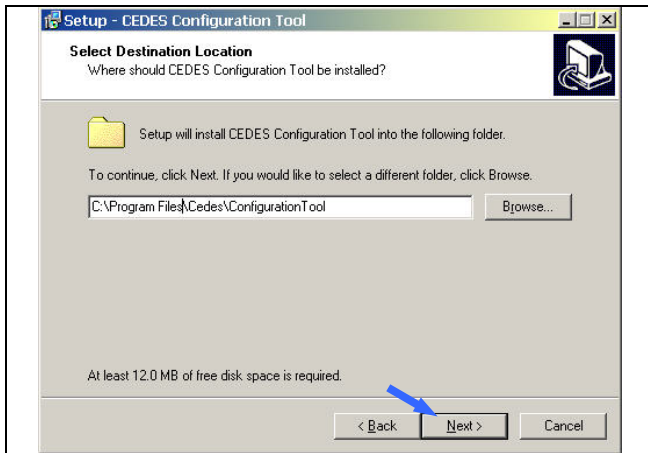 Setup - CEDES Configuration Tool
Select Destination Location
Where should CEDES Configuration Tool be installed?
Setup will install CEDES Configuration Tool into the following folder.
To continue, click Next. If you would like to select a different folder, click Browse.
C:\Program Files\Cedes\ConfigurationTool
Browse...
At least 12.0 MB of free disk space is required.
< Back
Next >
Cancel